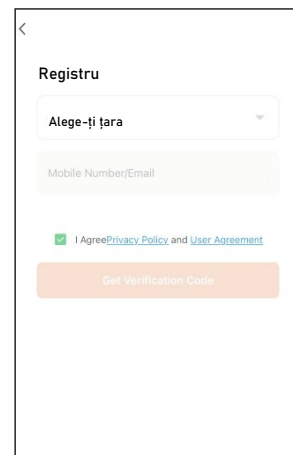 Registru
Alege-ți țara
Mobile Number/Email
I AgreePrivacy Policy and User Agreement
Get Verification Code